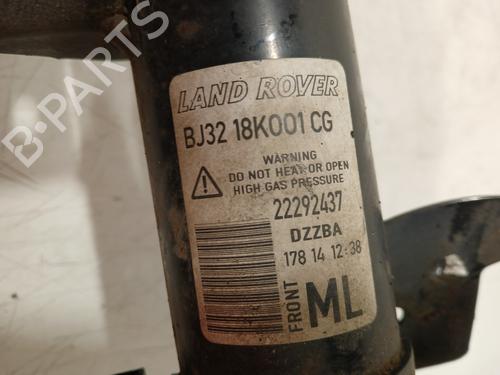 LAND ROVER
BJ32 18K001 CG
WARNING
DO NOT HEAT OR OPEN
HIGH GAS PRESSURE
22292437
DZZBA
178 14 12:38
FRONT
ML
B-PARTS